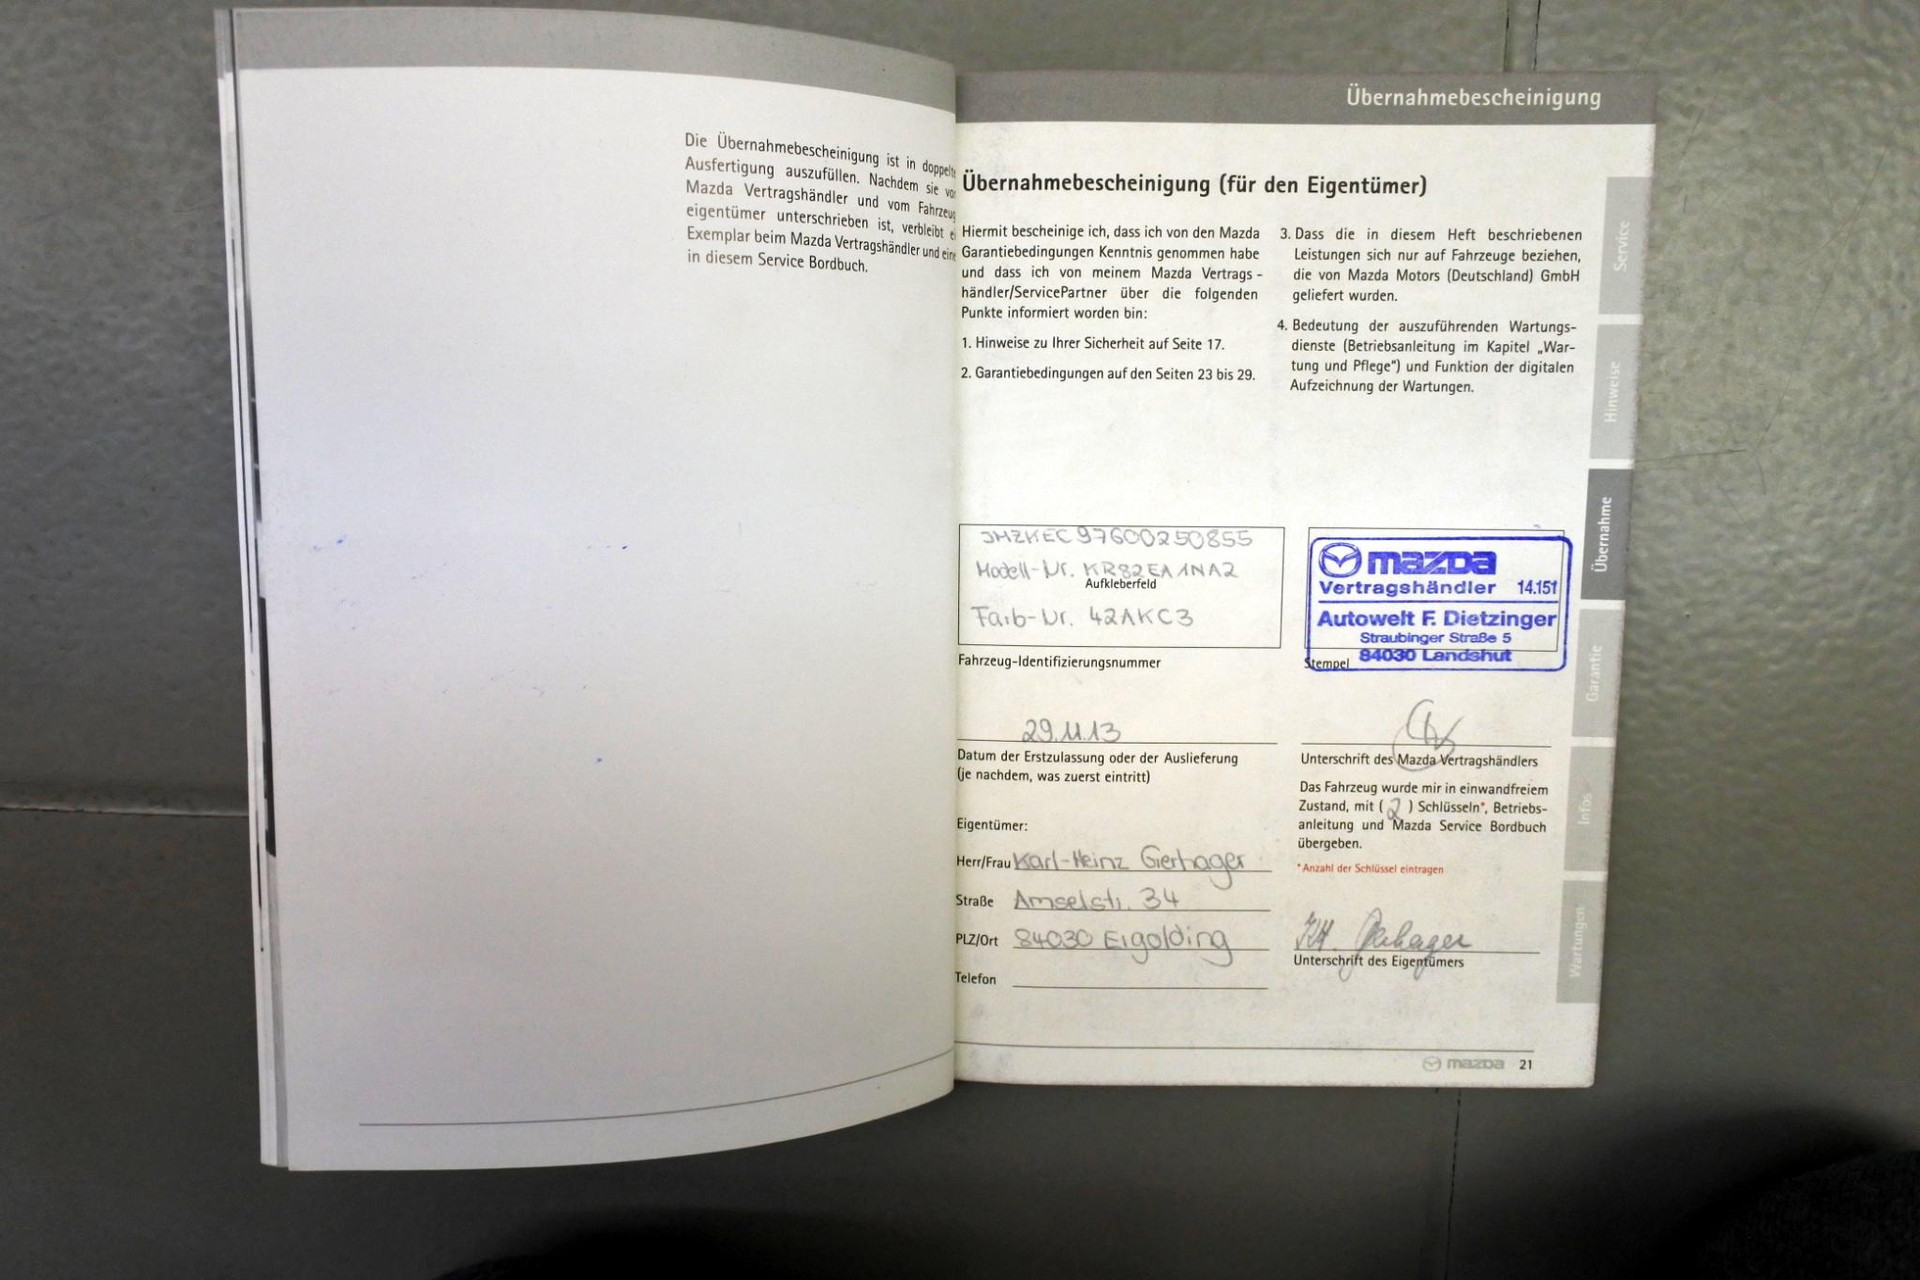 Die Übernahmebescheinigung ist in doppelt
Ausfertigung auszufüllen. Nachdem sie vo
Mazda Vertragshändler und vom Fahrzeug
eigentümer unterschrieben ist, verbleibt e
Exemplar beim Mazda Vertragshändler und ein
in diesem Service Bordbuch.
Übernahmebescheinigung
Übernahmebescheinigung (für den Eigentümer)
Hiermit bescheinige ich, dass ich von den Mazda
Garantiebedingungen Kenntnis genommen habe
und dass ich von meinem Mazda Vertrags-
händler/ServicePartner über die folgenden
Punkte informiert worden bin:
1. Hinweise zu Ihrer Sicherheit auf Seite 17.
2. Garantiebedingungen auf den Seiten 23 bis 29.
3. Dass die in diesem Heft beschriebenen
Leistungen sich nur auf Fahrzeuge beziehen,
die von Mazda Motors (Deutschland) GmbH
geliefert wurden.
4. Bedeutung der auszuführenden Wartungs-
dienste (Betriebsanleitung im Kapitel „War-
tung und Pflege") und Funktion der digitalen
Aufzeichnung der Wartungen.
JMZKEC97600250855
Modell-Nr. KR82EA1NA2
Aufkleberfeld
Farb-Nr. 42AKC3
Fahrzeug-Identifizierungsnummer
mazda
Vertragshändler 14.151
Autowelt F. Dietzinger
Straubinger Straße 5
84030 Landshut
Stempel
29.11.13
Datum der Erstzulassung oder der Auslieferung
(je nachdem, was zuerst eintritt)
Unterschrift des Mazda Vertragshändlers
Das Fahrzeug wurde mir in einwandfreiem
Zustand, mit ( 2 ) Schlüsseln*, Betriebs-
anleitung und Mazda Service Bordbuch
übergeben.
*Anzahl der Schlüssel eintragen
Eigentümer:
Herr/Frau Karl-Heinz Gerhager
Straße Amselstr. 34
PLZ/Ort 84030 Ergolding
Telefon
KH. Gerhager
Unterschrift des Eigentümers
mazda 21
Service
Hinweise
Übernahme
Garantie
Infos
Wartungen